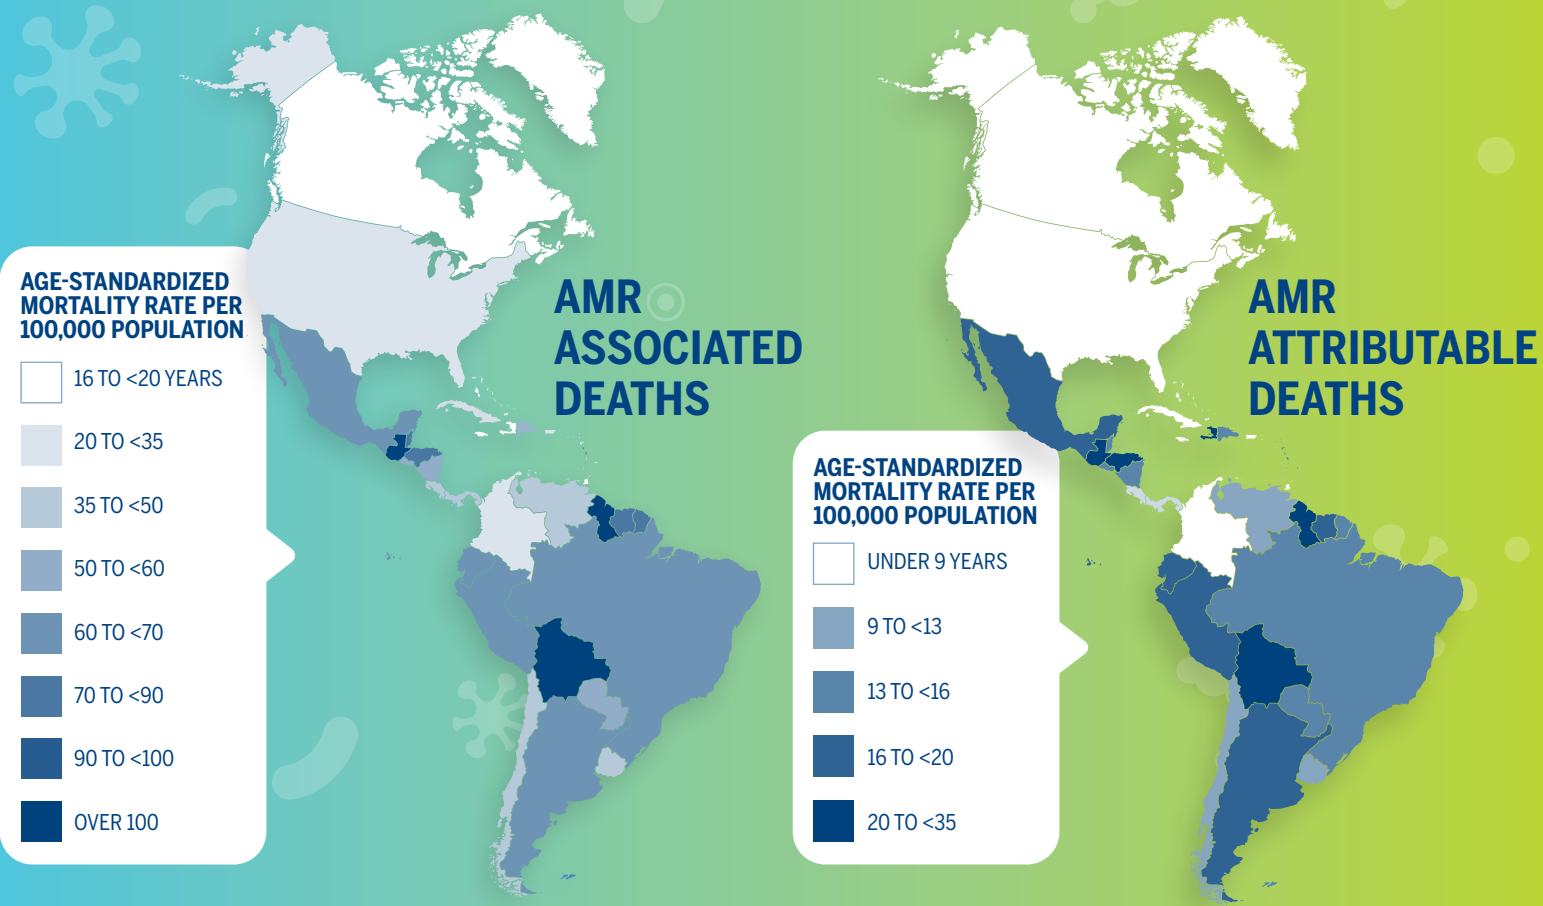 AGE-STANDARDIZED
MORTALITY RATE PER
100,000 POPULATION
16 TO <20 YEARS
20 TO <35
35 TO <50
50 TO <60
60 TO <70
70 TO <90
90 TO <100
OVER 100
AMR
ASSOCIATED
DEATHS
AGE-STANDARDIZED
MORTALITY RATE PER
100,000 POPULATION
UNDER 9 YEARS
9 TO <13
13 TO <16
16 TO <20
20 TO <35
AMR
ATTRIBUTABLE
DEATHS